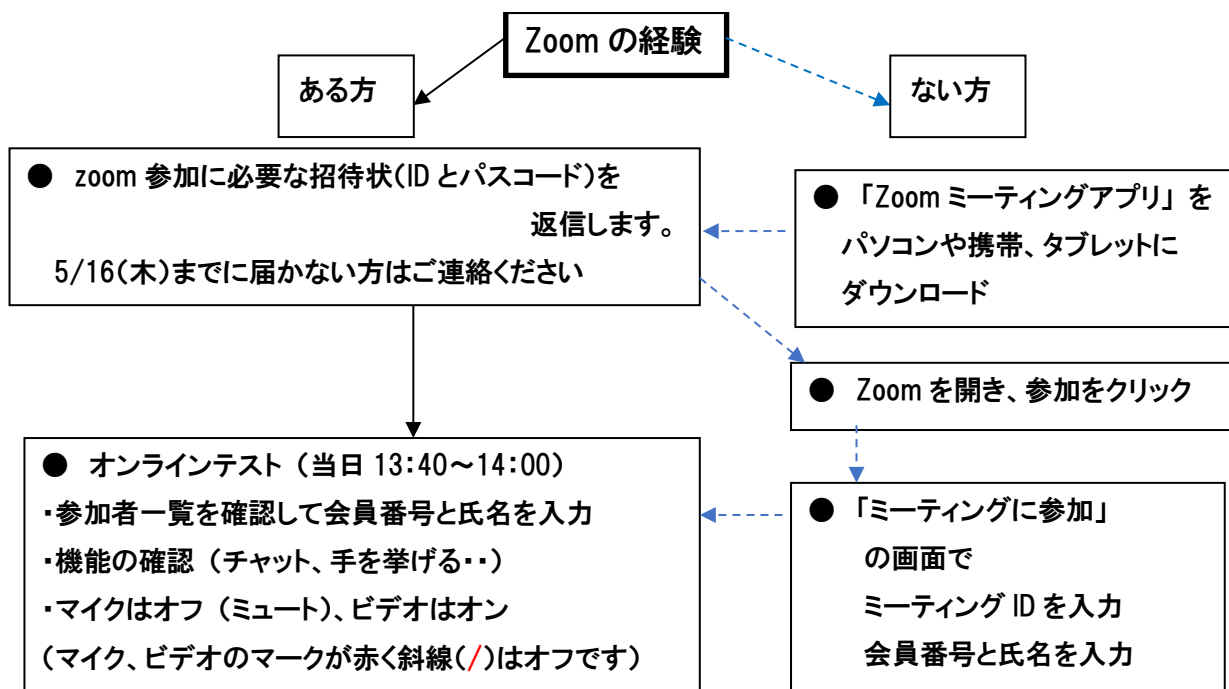 Zoom の経験
ある方
ない方
● zoom 参加に必要な招待状(ID とパスコード)を
返信します。
5/16(木)までに届かない方はご連絡ください
● 「Zoom ミーティングアプリ」 を
パソコンや携帯、タブレットに
ダウンロード
● Zoom を開き、参加をクリック
● オンラインテスト (当日 13:40~14:00)
・参加者一覧を確認して会員番号と氏名を入力
・機能の確認 (チャット、手を挙げる・・)
・マイクはオフ (ミュート)、ビデオはオン
(マイク、ビデオのマークが赤く斜線(/)はオフです)
● 「ミーティングに参加」
の画面で
ミーティング ID を入力
会員番号と氏名を入力